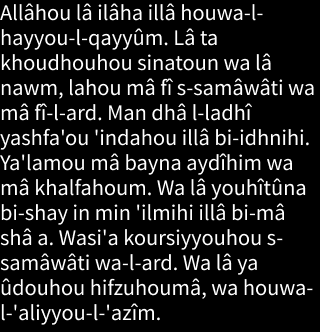 Allâhou lâ ilâha illâ houwa-l-
hayyou-l-qayyûm. Lâ ta
khoudhouhou sinatoun wa lâ
nawm, lahou mâ fî s-samâwâti wa
mâ fî-l-ard. Man dhâ l-ladhî
yashfa'ou 'indahou illâ bi-idhnihi.
Ya'lamou mâ bayna aydîhim wa
mâ khalfahoum. Wa lâ youhîtûna
bi-shay in min 'ilmihi illâ bi-mâ
shâ a. Wasi'a koursiyyouhou s-
samâwâti wa-l-ard. Wa lâ ya
ûdouhou hifzuhoumâ, wa houwa-
l-'aliyyou-l-'azîm.